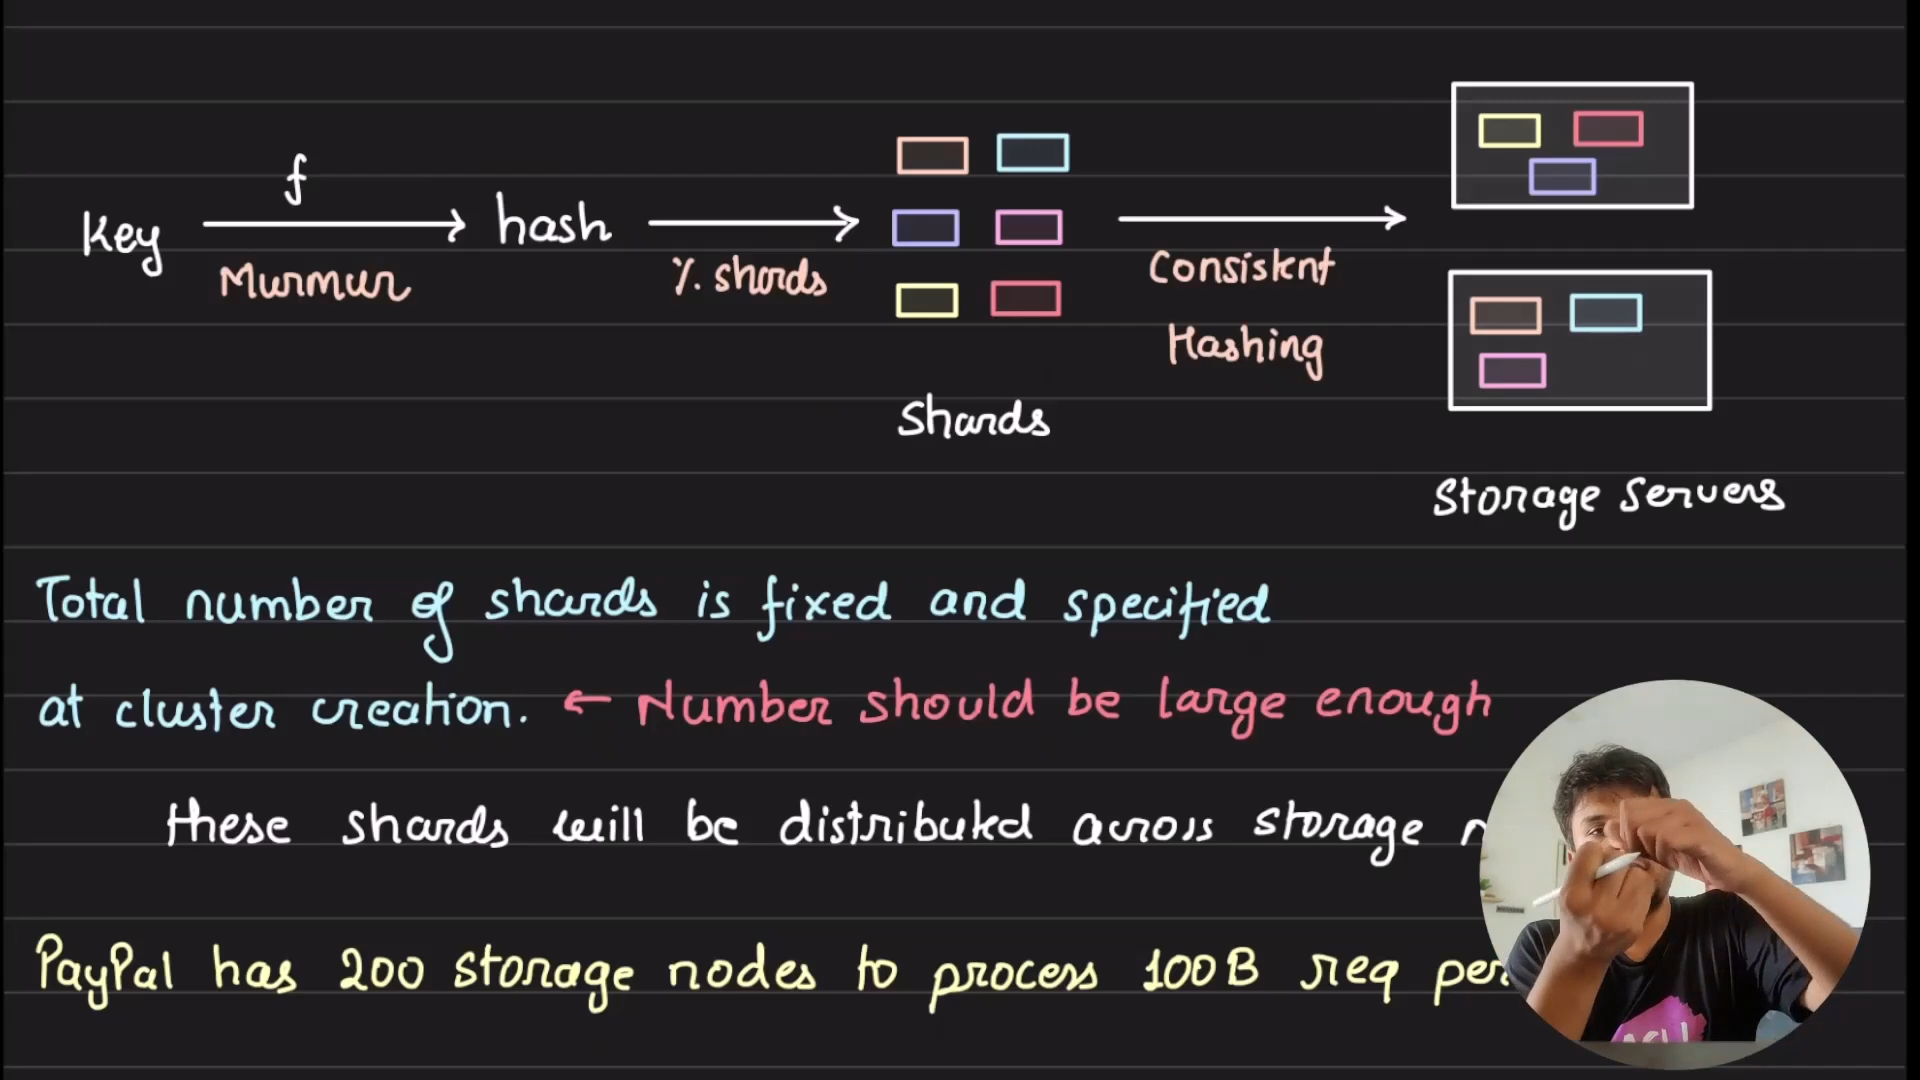 f
Key
hash
Murmur
% shards
Consistent
Hashing
Shards
Storage Servers
Total number of shards is fixed and specified
at cluster creation. ← Number should be large enough
these shards will be distributed across storage
PayPal has 200 storage nodes to process 100B req per